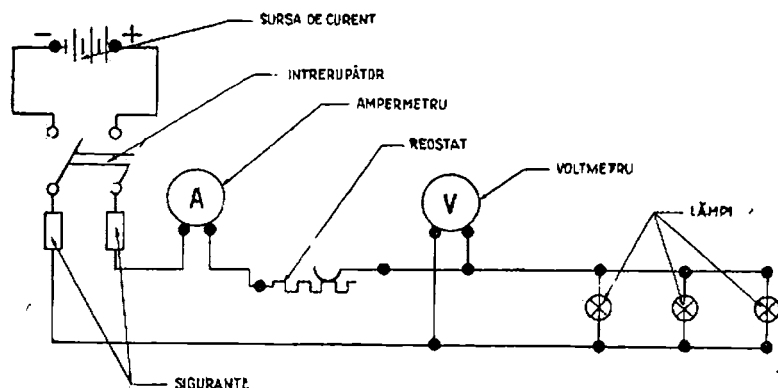 SURSA DE CURENT
- +
INTRERUPĂTOR
AMPERMETRU
REOSTAT
VOLTMETRU
A
V
LĂMPI
SIGURANTE